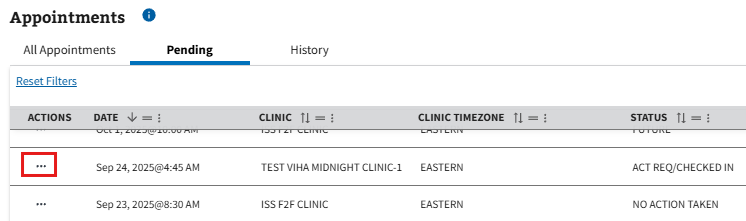 Appointments
All Appointments Pending History
Reset Filters
ACTIONS DATE CLINIC CLINIC TIMEZONE STATUS
Oct 1, 2025@10:00 AM ISS F2F CLINIC EASTERN FUTURE
... Sep 24, 2025@4:45 AM TEST VIHA MIDNIGHT CLINIC-1 EASTERN ACT REQ/CHECKED IN
... Sep 23, 2025@8:30 AM ISS F2F CLINIC EASTERN NO ACTION TAKEN